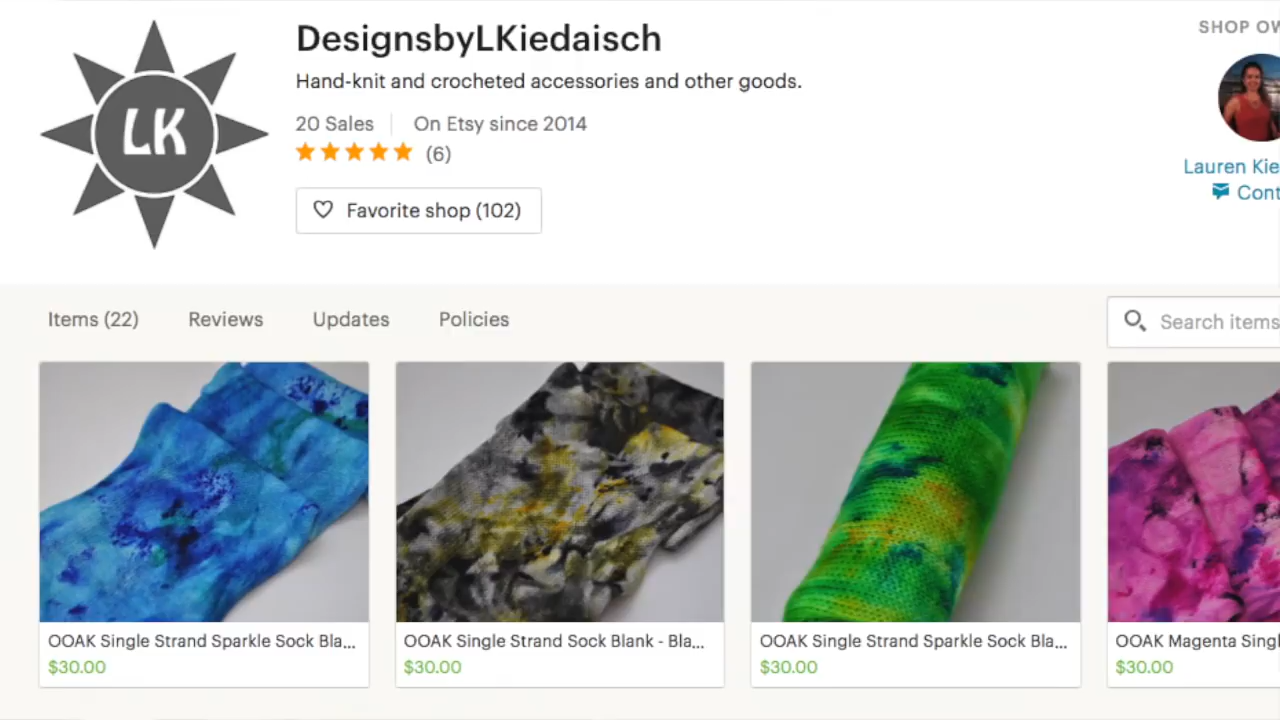 LK
DesignsbyLKiedaisch
Hand-knit and crocheted accessories and other goods.
20 Sales On Etsy since 2014
(6)
Favorite shop (102)
SHOP OW
Lauren Kie
Cont
Items (22) Reviews Updates Policies
Search items
OOAK Single Strand Sparkle Sock Bla...
$30.00
OOAK Single Strand Sock Blank - Bla...
$30.00
OOAK Single Strand Sparkle Sock Bla...
$30.00
OOAK Magenta Singl
$30.00